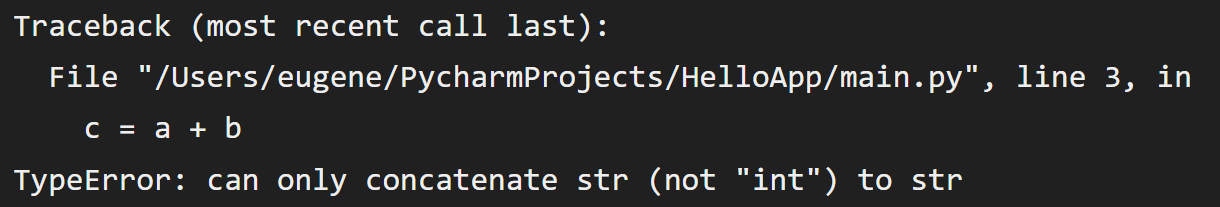 Traceback (most recent call last):
  File "/Users/eugene/PycharmProjects/HelloApp/main.py", line 3, in
    c = a + b
TypeError: can only concatenate str (not "int") to str